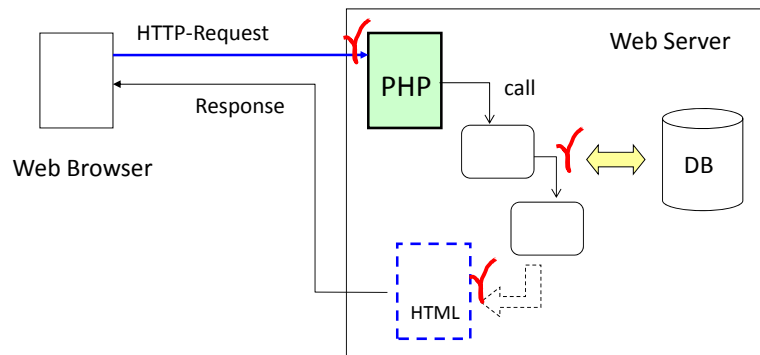 HTTP-Request
Web Server
PHP
Response
call
Web Browser
DB
HTML